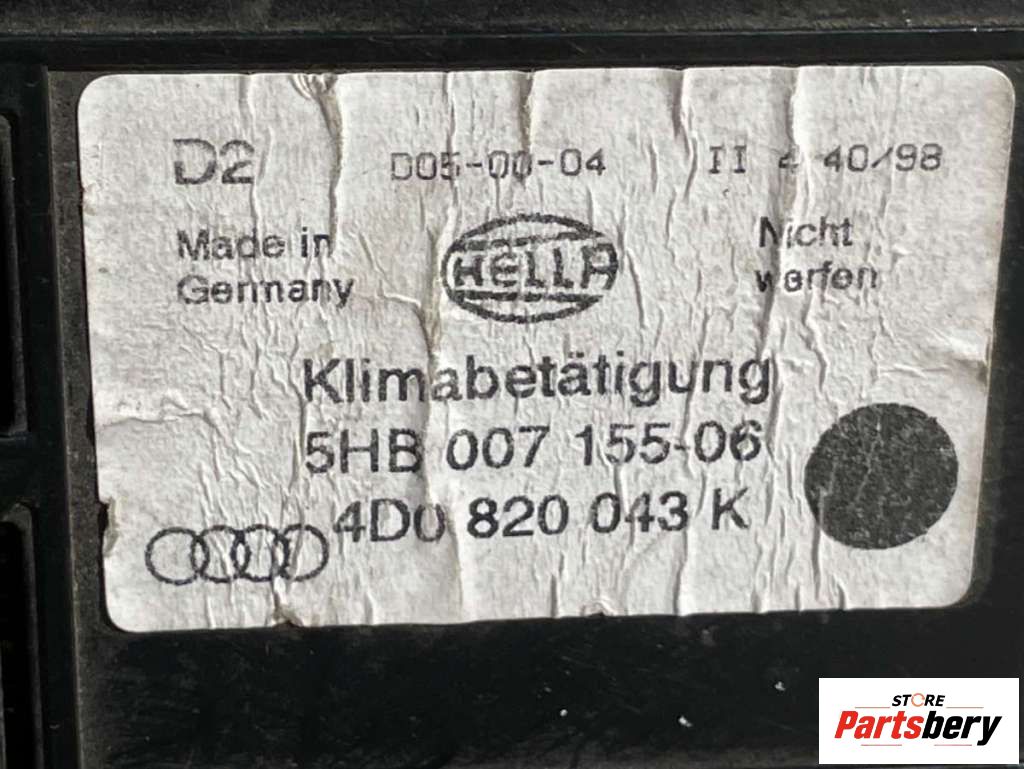 D2 D05-00-04 II 4 40/98
Made in
Germany
HELLA
Nicht
werfen
Klimabetätigung
5HB 007 155-06
4D0 820 043 K
STORE
Partsbery